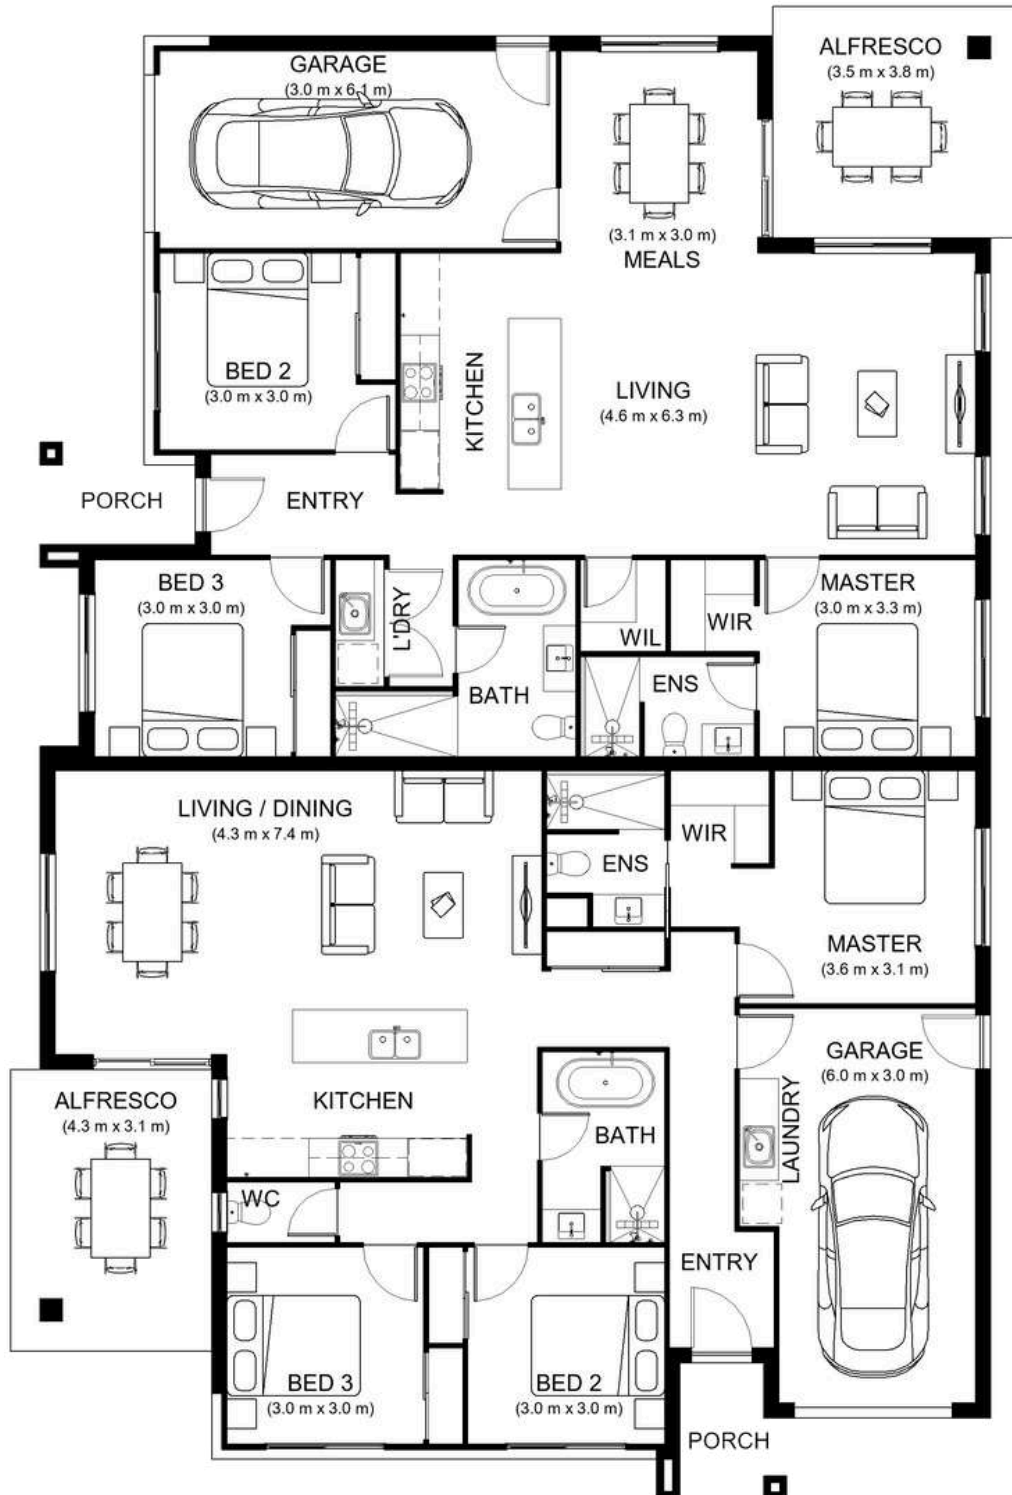 GARAGE
(3.0 m x 6.1 m)
ALFRESCO
(3.5 m x 3.8 m)
(3.1 m x 3.0 m)
MEALS
BED 2
(3.0 m x 3.0 m)
KITCHEN
LIVING
(4.6 m x 6.3 m)
PORCH
ENTRY
BED 3
(3.0 m x 3.0 m)
L'DRY
BATH
WIL
WIR
MASTER
(3.0 m x 3.3 m)
ENS
LIVING / DINING
(4.3 m x 7.4 m)
ENS
WIR
MASTER
(3.6 m x 3.1 m)
ALFRESCO
(4.3 m x 3.1 m)
KITCHEN
BATH
LAUNDRY
GARAGE
(6.0 m x 3.0 m)
WC
ENTRY
BED 3
(3.0 m x 3.0 m)
BED 2
(3.0 m x 3.0 m)
PORCH